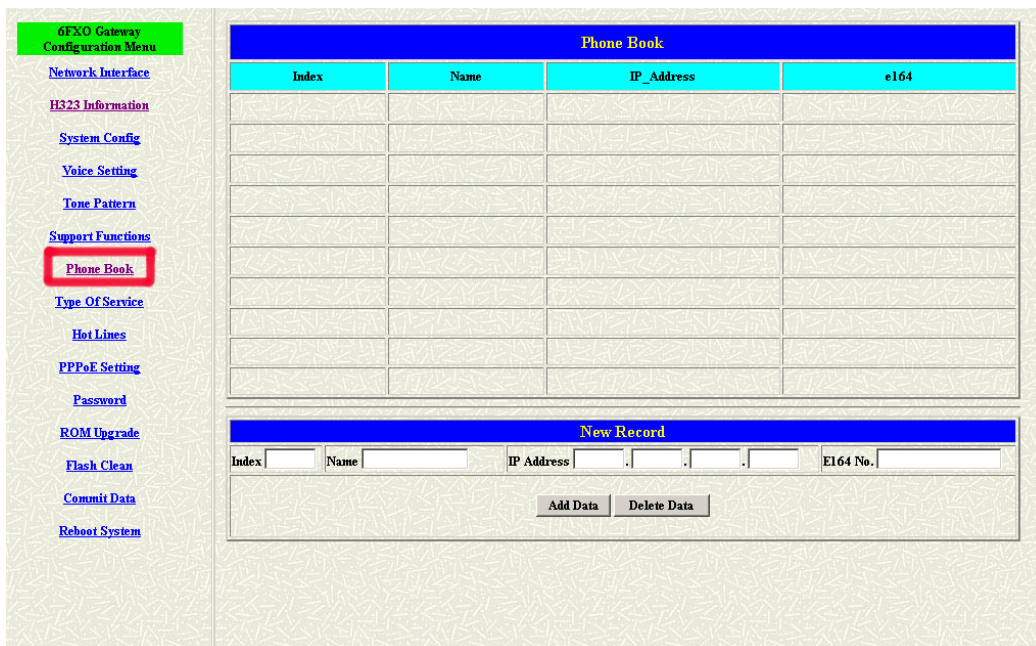 6FXO Gateway
Configuration Menu
Network Interface
H323 Information
System Config
Voice Setting
Tone Pattern
Support Functions
Phone Book
Type Of Service
Hot Lines
PPPoE Setting
Password
ROM Upgrade
Flash Clean
Commit Data
Reboot System
Phone Book
Index Name IP_Address e164
New Record
Index Name IP Address . . . E164 No.
Add Data Delete Data